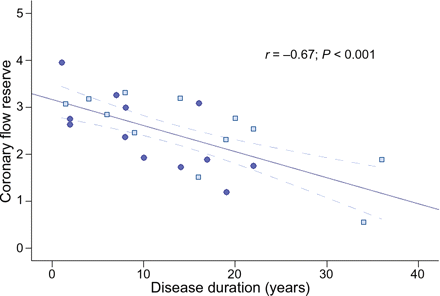 5
4
3
2
1
0
Coronary flow reserve
r = –0.67; P < 0.001
0 10 20 30 40
Disease duration (years)